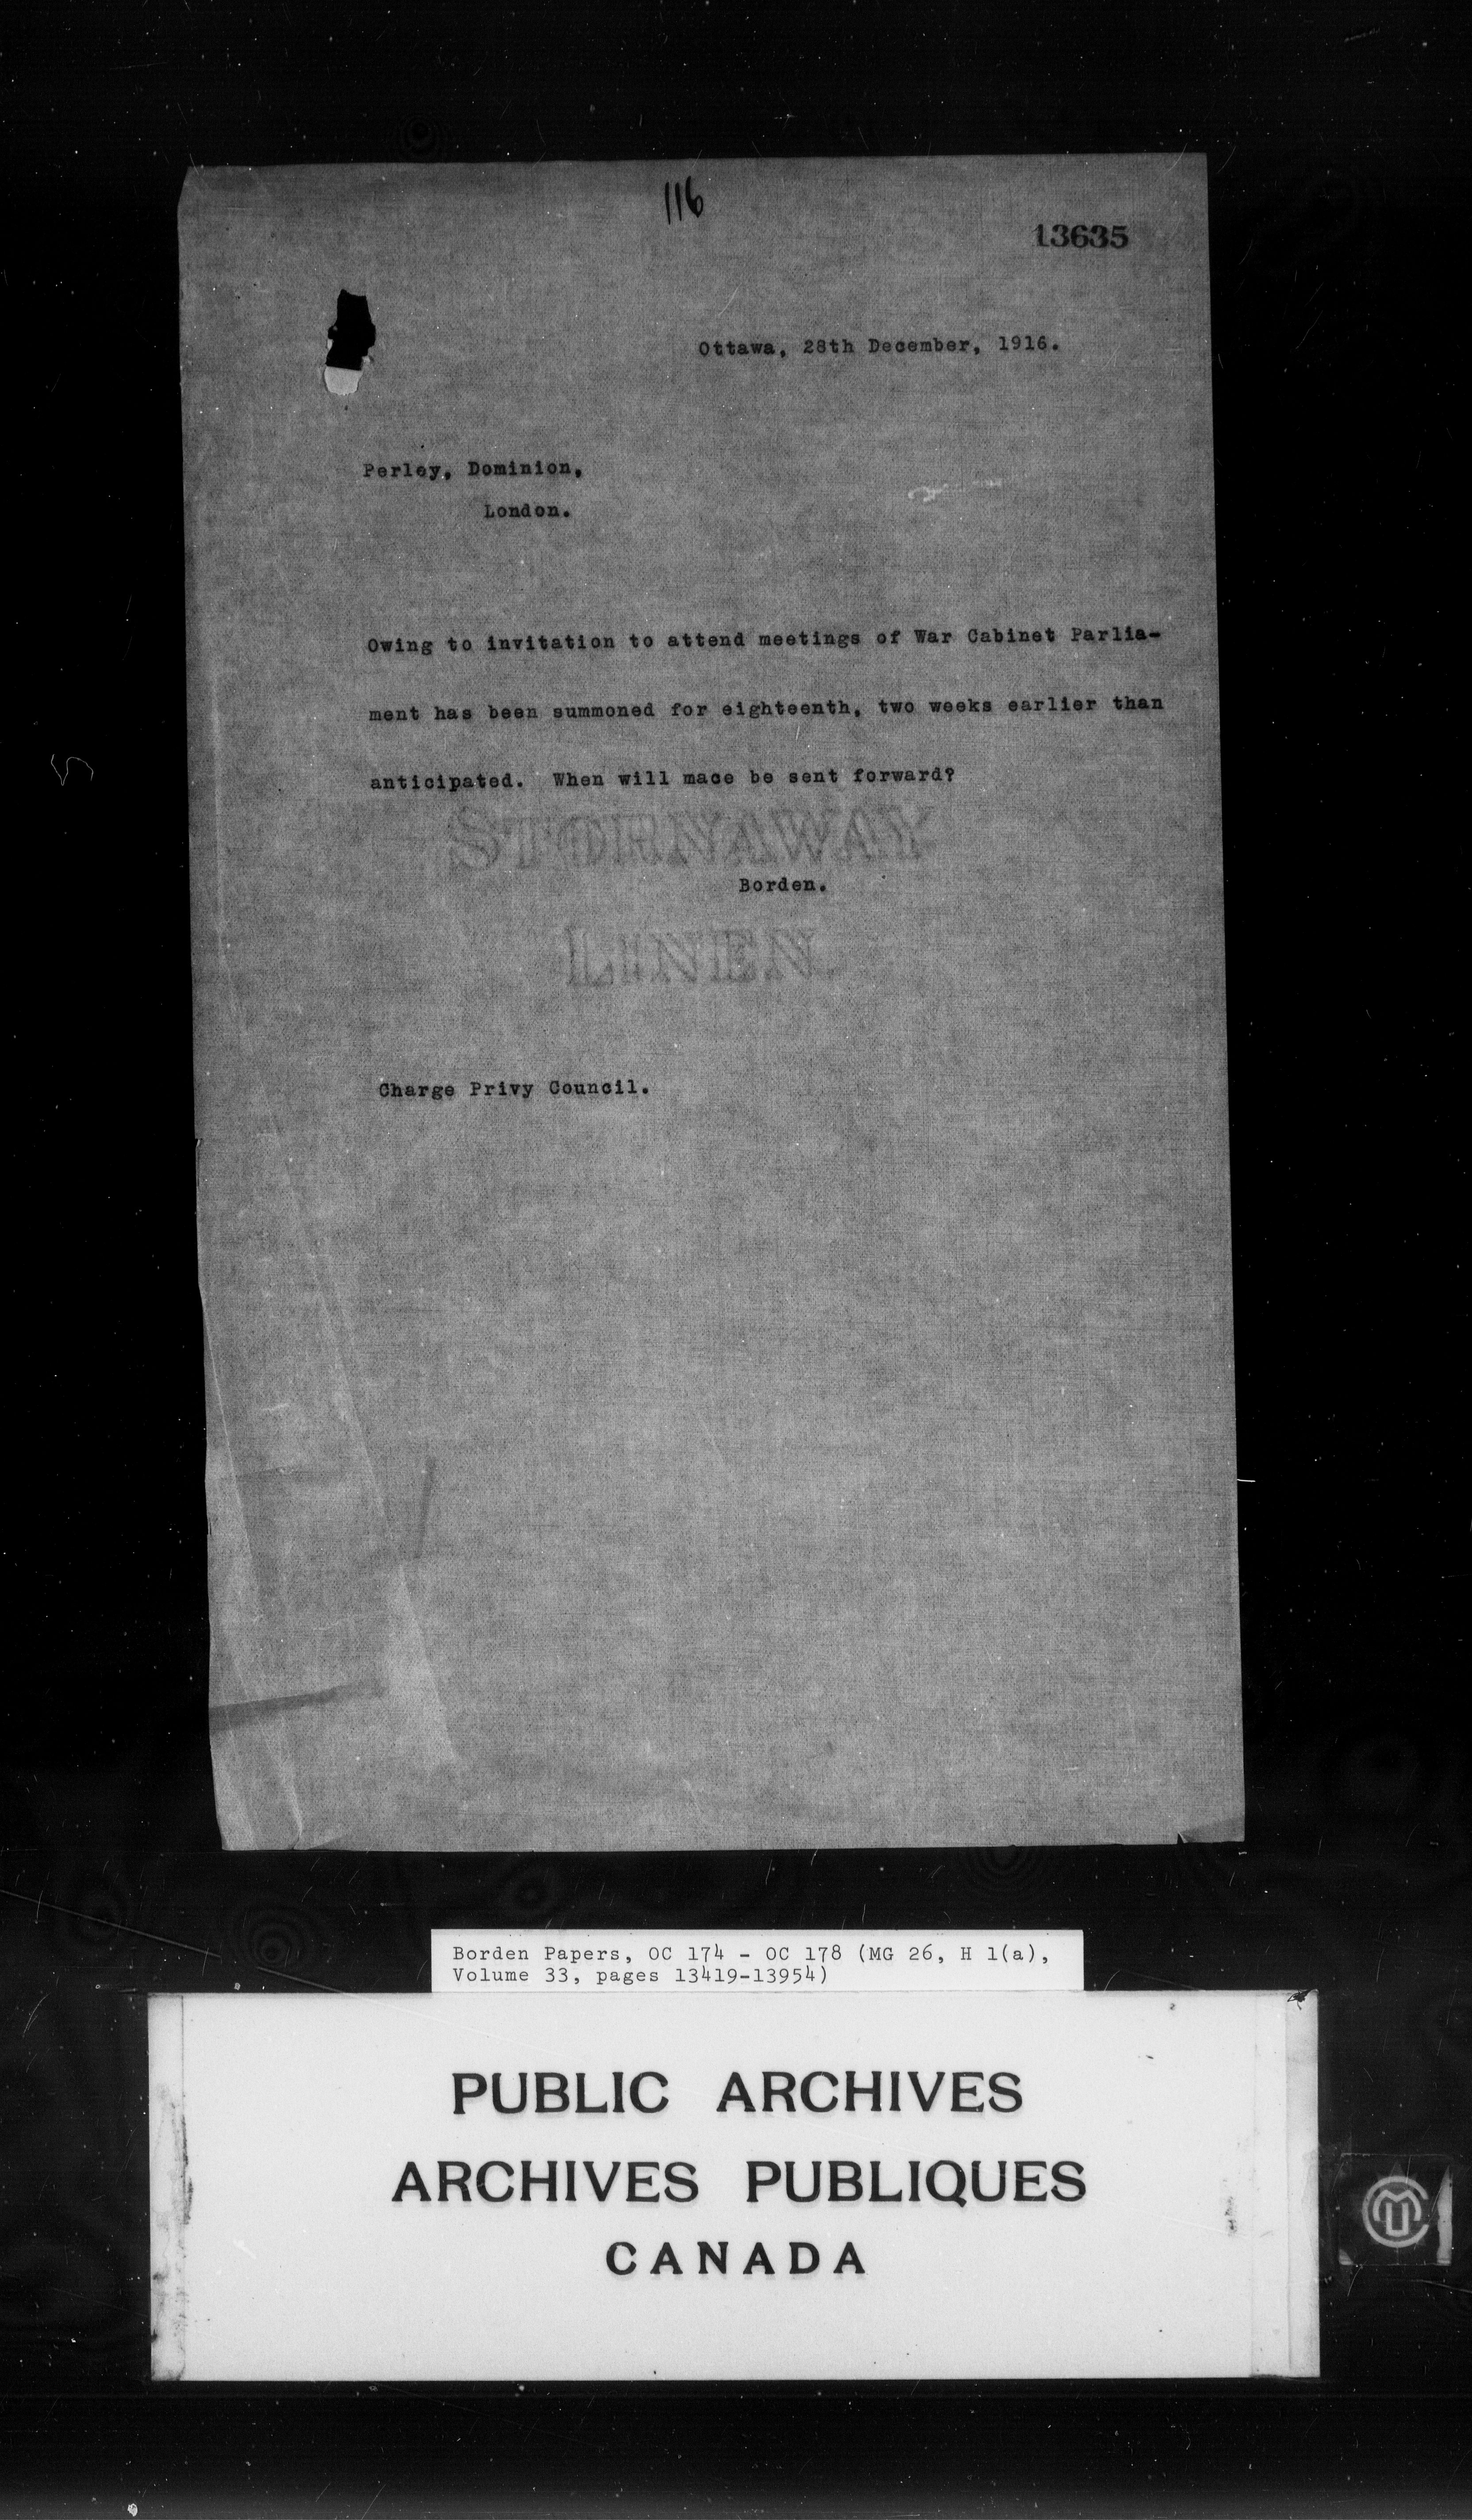 116
13635
Ottawa, 28th December, 1916.
Perley, Dominion,
London.
Owing to invitation to attend meetings of War Cabinet Parlia-
ment has been summoned for eighteenth, two weeks earlier than
anticipated. When will mace be sent forward?
STORNAWAY
Borden.
LINEN
Charge Privy Council.
Borden Papers, OC 174 - OC 178 (MG 26, H 1(a),
Volume 33, pages 13419-13954)
PUBLIC ARCHIVES
ARCHIVES PUBLIQUES
CANADA